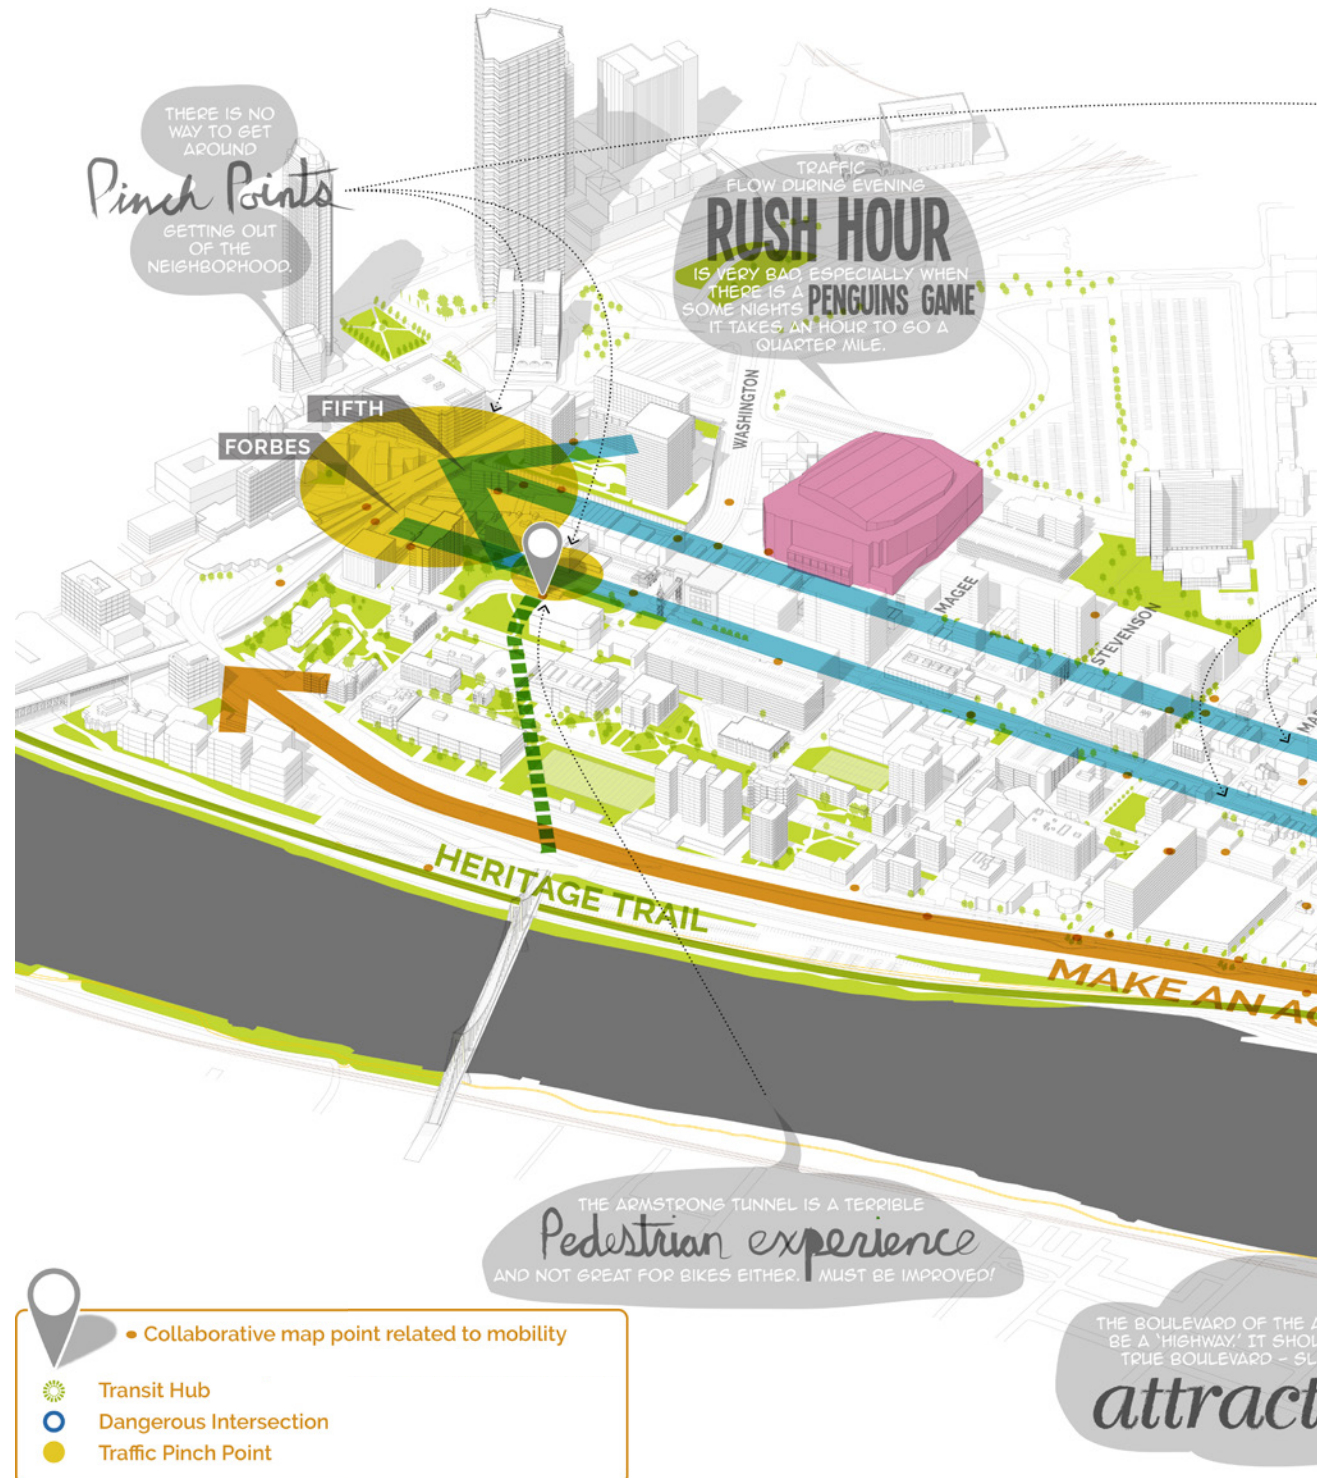 THERE IS NO
WAY TO GET
AROUND
Pinch Points
GETTING OUT
OF THE
NEIGHBORHOOD.
TRAFFIC
FLOW DURING EVENING
RUSH HOUR
IS VERY BAD, ESPECIALLY WHEN
THERE IS A PENGUINS GAME
SOME NIGHTS
IT TAKES AN HOUR TO GO A
QUARTER MILE.
WASHINGTON
FIFTH
FORBES
MAGEE
STEVENSON
MAR
HERITAGE TRAIL
MAKE AN
THE ARMSTRONG TUNNEL IS A TERRIBLE
Pedestrian experience
AND NOT GREAT FOR BIKES EITHER. MUST BE IMPROVED!
THE BOULEVARD OF THE A
BE A 'HIGHWAY.' IT SHOU
TRUE BOULEVARD – SL
attract
Collaborative map point related to mobility
Transit Hub
Dangerous Intersection
Traffic Pinch Point